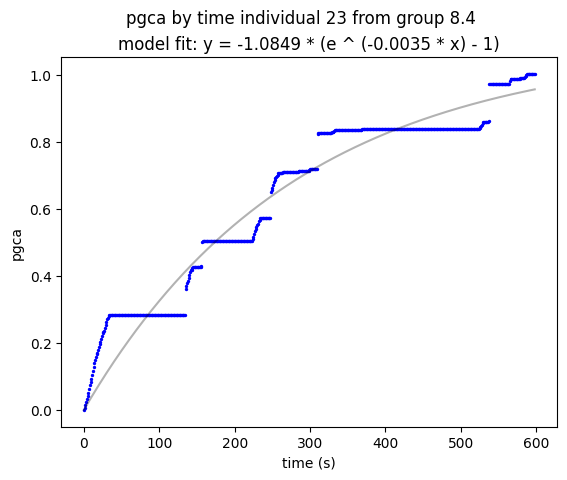 pgca by time individual 23 from group 8.4
model fit: y = -1.0849 * (e ^ (-0.0035 * x) - 1)
1.0
0.8
0.6
0.4
0.2
0.0
pgca
0 100 200 300 400 500 600
time (s)